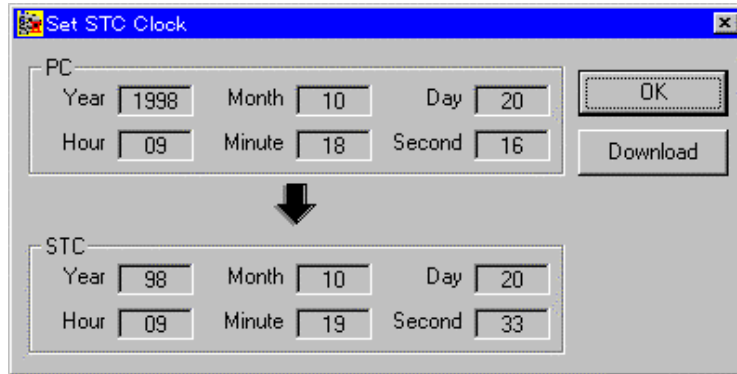 Set STC Clock
PC
Year 1998 Month 10 Day 20
OK
Hour 09 Minute 18 Second 16
Download
STC
Year 98 Month 10 Day 20
Hour 09 Minute 19 Second 33